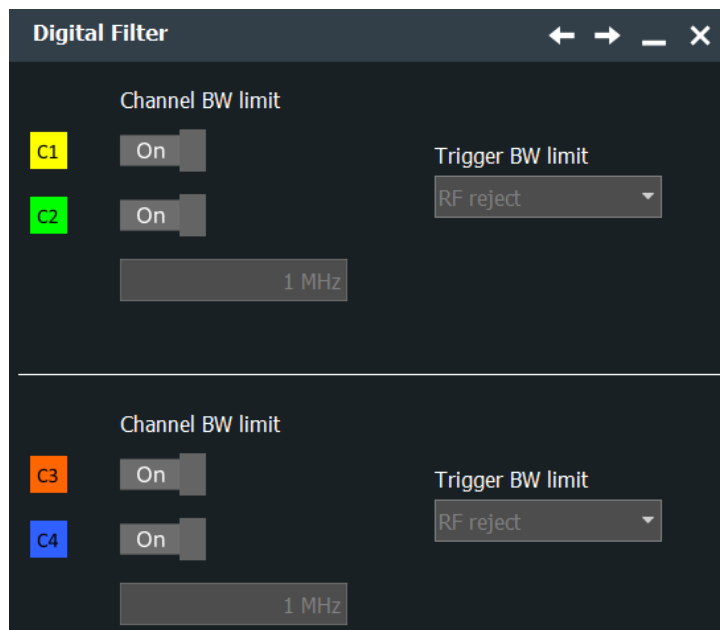 Digital Filter
Channel BW limit
C1 On
Trigger BW limit
RF reject
C2 On
1 MHz
Channel BW limit
C3 On
Trigger BW limit
RF reject
C4 On
1 MHz